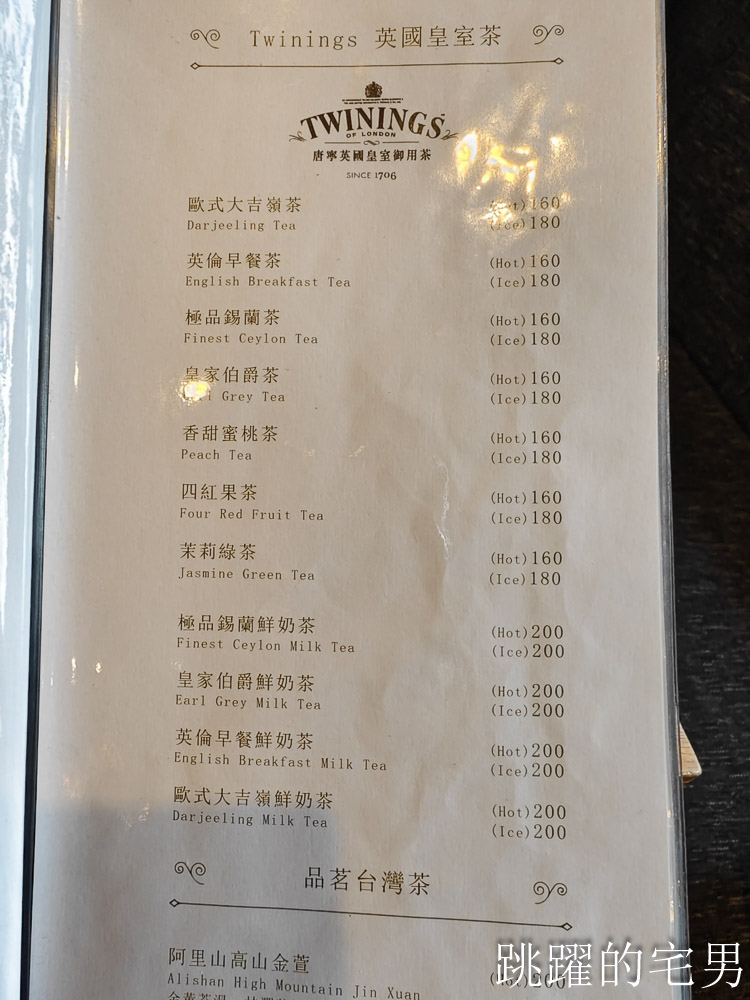 Twinings 英國皇室茶
TWININGS
OF LONDON
唐寧英國皇室御用茶
SINCE 1706
歐式大吉嶺茶 (Hot)160
Darjeeling Tea (Ice)180
英倫早餐茶 (Hot)160
English Breakfast Tea (Ice)180
極品錫蘭茶 (Hot)160
Finest Ceylon Tea (Ice)180
皇家伯爵茶 (Hot)160
Earl Grey Tea (Ice)180
香甜蜜桃茶 (Hot)160
Peach Tea (Ice)180
四紅果茶 (Hot)160
Four Red Fruit Tea (Ice)180
茉莉綠茶 (Hot)160
Jasmine Green Tea (Ice)180
極品錫蘭鮮奶茶 (Hot)200
Finest Ceylon Milk Tea (Ice)200
皇家伯爵鮮奶茶 (Hot)200
Earl Grey Milk Tea (Ice)200
英倫早餐鮮奶茶 (Hot)200
English Breakfast Milk Tea (Ice)200
歐式大吉嶺鮮奶茶 (Hot)200
Darjeeling Milk Tea (Ice)200
品茗台灣茶
阿里山高山金萱
Alishan High Mountain Jin Xuan (Hot)200
跳躍的宅男